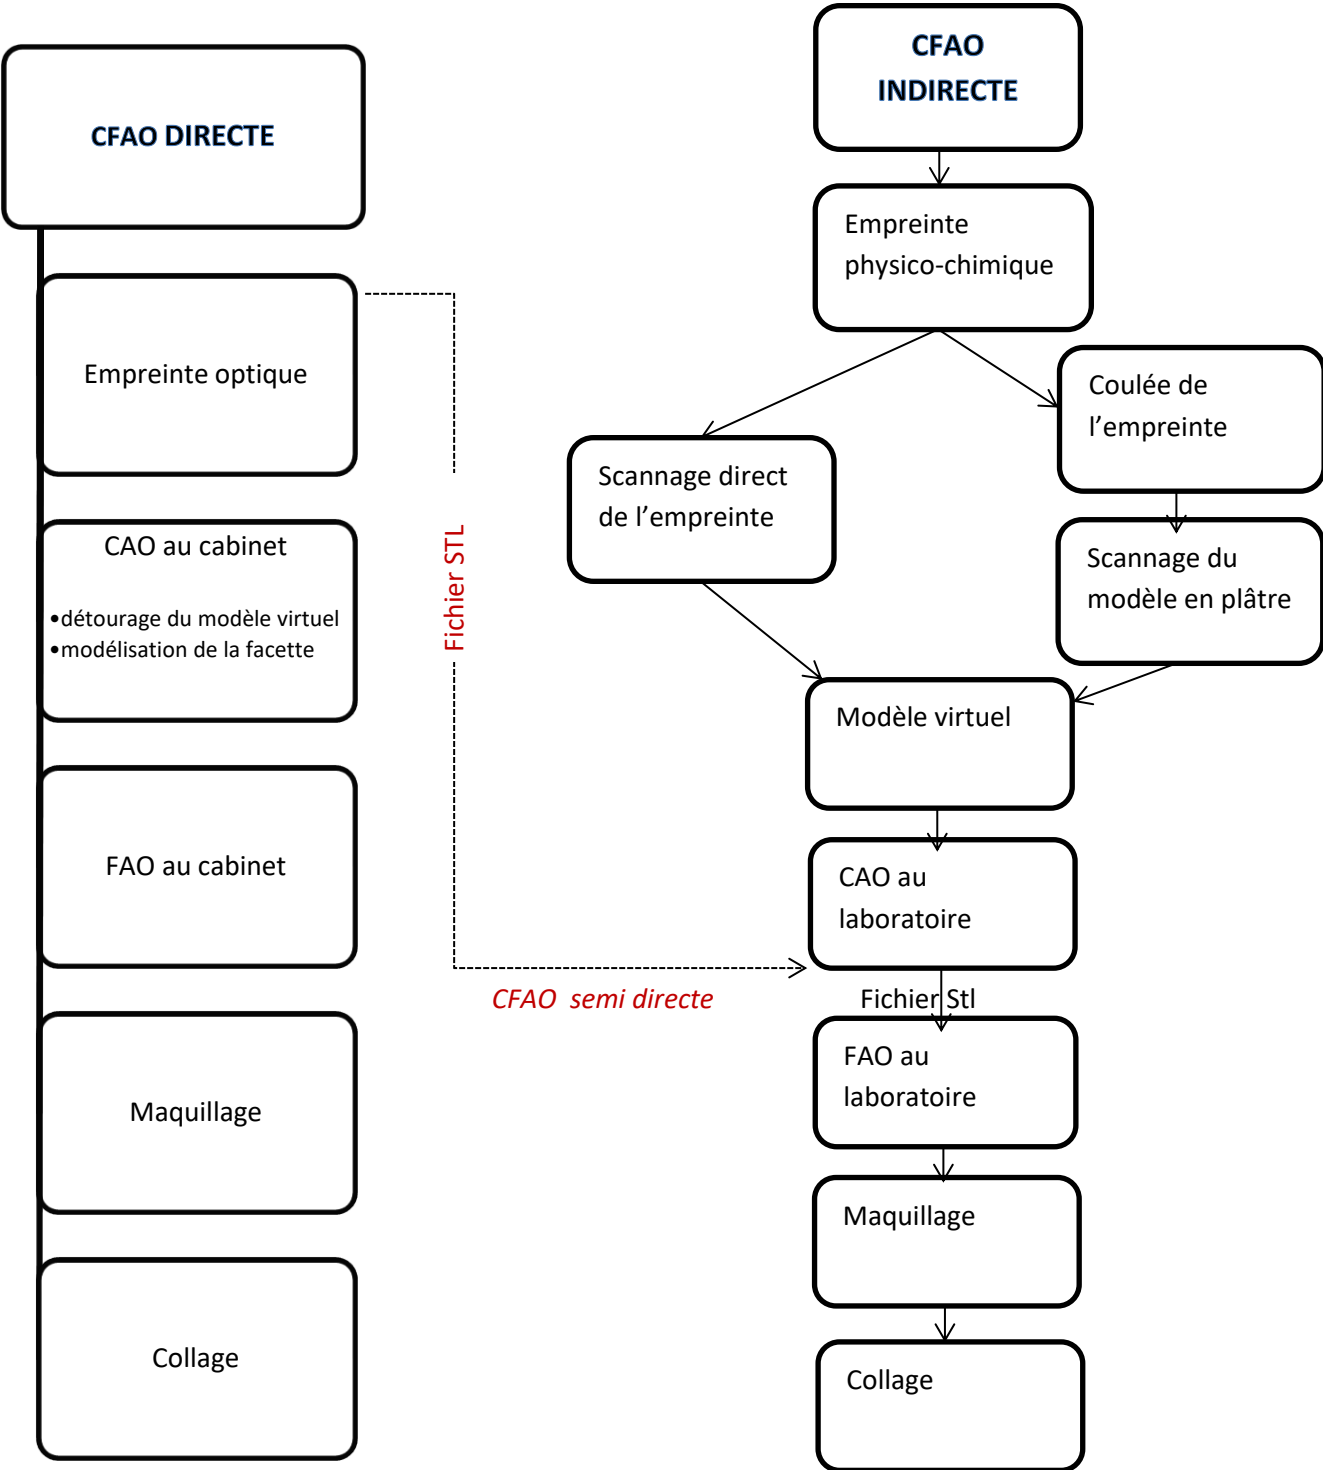 CFAO DIRECTE
Empreinte optique
CAO au cabinet
•détourage du modèle virtuel
•modélisation de la facette
FAO au cabinet
Maquillage
Collage
Fichier STL
CFAO semi directe
CFAO
INDIRECTE
Empreinte
physico-chimique
Scannage direct
de l’empreinte
Coulée de
l’empreinte
Scannage du
modèle en plâtre
Modèle virtuel
CAO au
laboratoire
Fichier Stl
FAO au
laboratoire
Maquillage
Collage